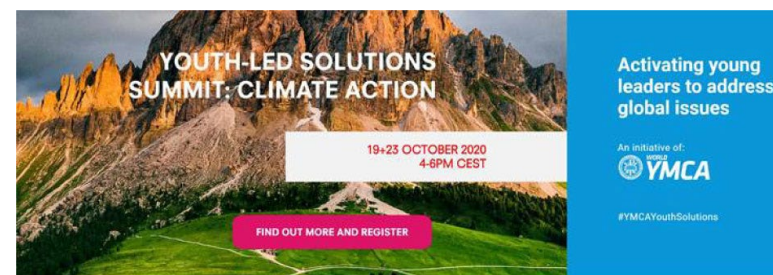 YOUTH-LED SOLUTIONS
SUMMIT: CLIMATE ACTION
19+23 OCTOBER 2020
4-6PM CEST
FIND OUT MORE AND REGISTER
Activating young
leaders to address
global issues
An initiative of:
WORLD
YMCA
#YMCAYouthSolutions